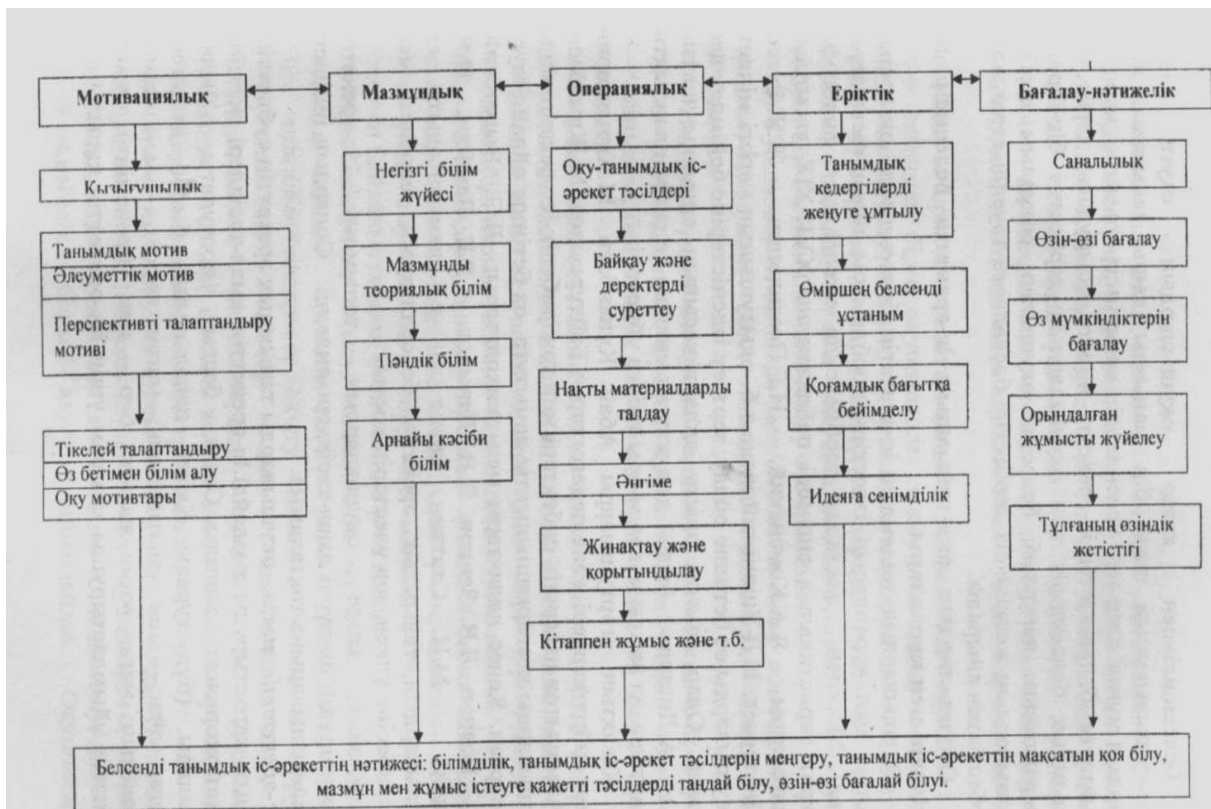 Мотивациялық
Мазмұндық
Операциялық
Еріктік
Бағалау-нәтижелік
Қызығушылық
Танымдық мотив
Әлеуметтік мотив
Перспективті талаптандыру
мотиві
Тікелей талаптандыру
Өз бетімен білім алу
Оқу мотивтары
Негізгі білім
жүйесі
Мазмұнды
теориялық білім
Пәндік білім
Арнайы кәсіби
білім
Оқу-танымдық іс-
әрекет тәсілдері
Байқау және
деректерді
суреттеу
Нақты материалдарды
талдау
Әңгіме
Жинақтау және
қорытындылау
Кітаппен жұмыс және т.б.
Танымдық
кедергілерді
жеңуге ұмтылу
Өміршең белсенді
ұстаным
Қоғамдық бағытқа
бейімделу
Идеяға сенімділік
Саналылық
Өзін-өзі бағалау
Өз мүмкіндіктерін
бағалау
Орындалған
жұмысты жүйелеу
Тұлғаның өзіндік
жетістігі
Белсенді танымдық іс-әрекеттің нәтижесі: білімділік, танымдық іс-әрекет тәсілдерін меңгеру, танымдық іс-әрекеттің мақсатын қоя білу,
мазмұн мен жұмыс істеуге қажетті тәсілдерді таңдай білу, өзін-өзі бағалай білуі.